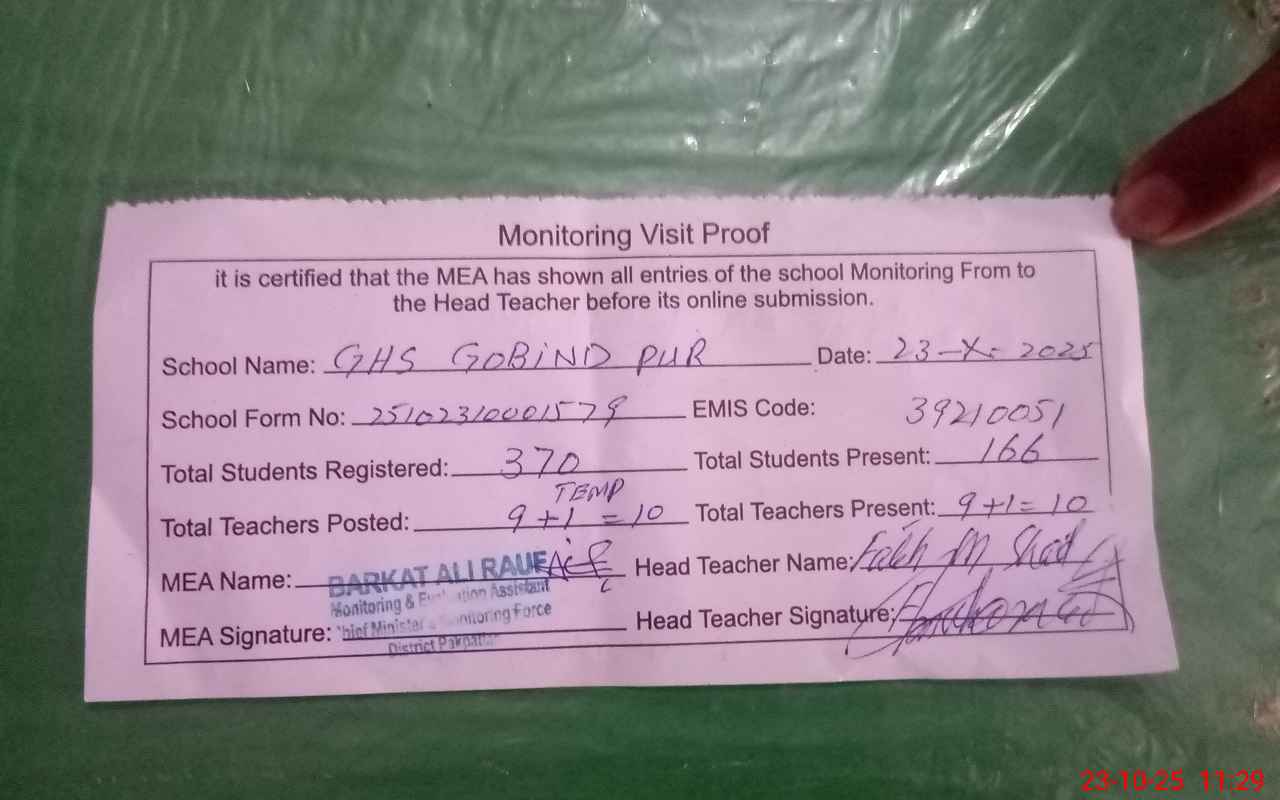 Monitoring Visit Proof
it is certified that the MEA has shown all entries of the school Monitoring From to
the Head Teacher before its online submission.
School Name: GHS GOBIND PUR Date: 23-X-2025
School Form No: 25102310001579 EMIS Code: 39210051
Total Students Registered: 370 Total Students Present: 166
TEMP
Total Teachers Posted: 9+1 = 10 Total Teachers Present: 9+1=10
MEA Name: BARKAT ALI RAUF Head Teacher Name: M
Monitoring & Evaluation Assistant
MEA Signature: Chief Minister's Monitoring Force Head Teacher Signature:
District Pakpattan
23-10-25 11:29